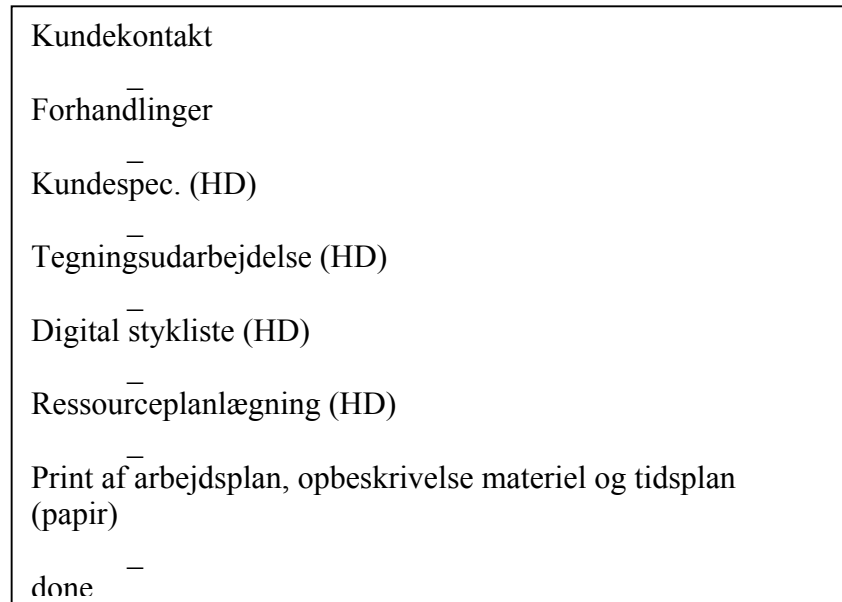 Kundekontakt
_
Forhandlinger
_
Kundespec. (HD)
_
Tegningsudarbejdelse (HD)
_
Digital stykliste (HD)
_
Ressourceplanlægning (HD)
_
Print af arbejdsplan, opbeskrivelse materiel og tidsplan
(papir)
_
done